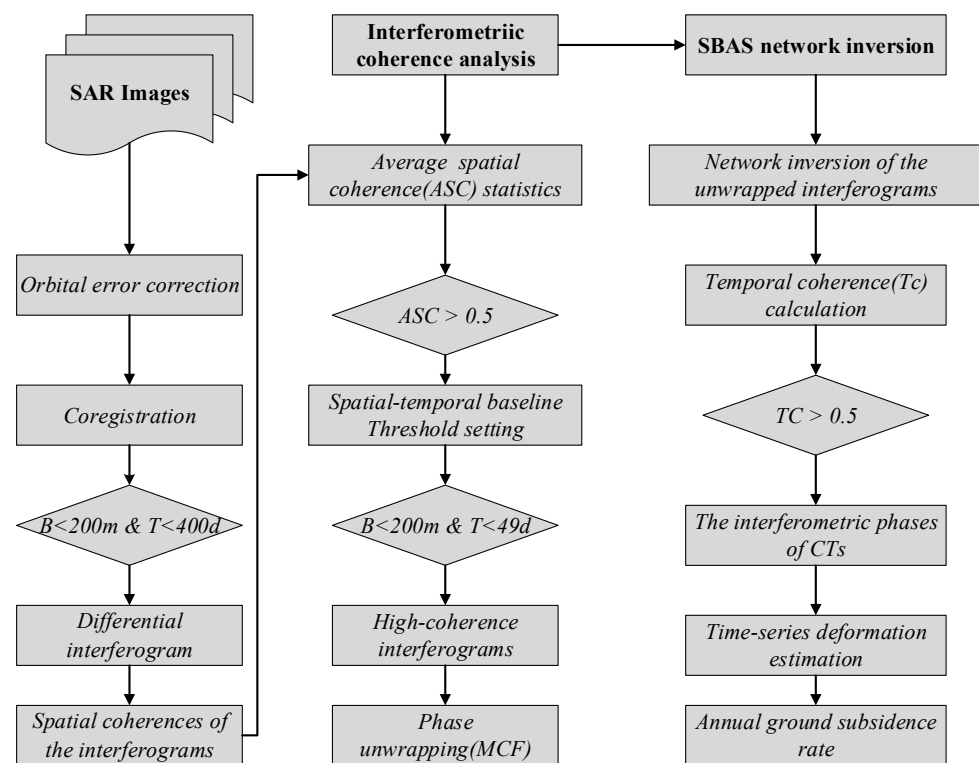 SAR Images
Orbital error correction
Coregistration
B<200m & T<400d
Differential
interferogram
Spatial coherences of
the interferograms
Interferometriic
coherence analysis
Average spatial
coherence(ASC) statistics
ASC > 0.5
Spatial-temporal baseline
Threshold setting
B<200m & T<49d
High-coherence
interferograms
Phase
unwrapping(MCF)
SBAS network inversion
Network inversion of the
unwrapped interferograms
Temporal coherence(Tc)
calculation
TC > 0.5
The interferometric phases
of CTs
Time-series deformation
estimation
Annual ground subsidence
rate